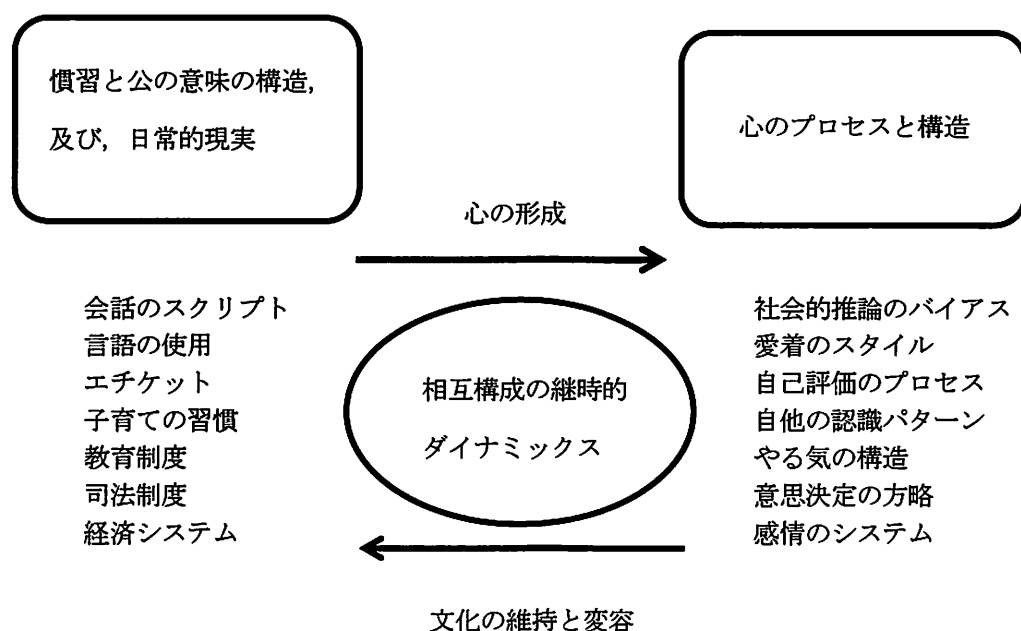 慣習と公の意味の構造,
及び, 日常的現実
心のプロセスと構造
心の形成
会話のスクリプト
言語の使用
エチケット
子育ての習慣
教育制度
司法制度
経済システム
相互構成の継時的
ダイナミックス
社会的推論のバイアス
愛着のスタイル
自己評価のプロセス
自他の認識パターン
やる気の構造
意思決定の方略
感情のシステム
文化の維持と変容